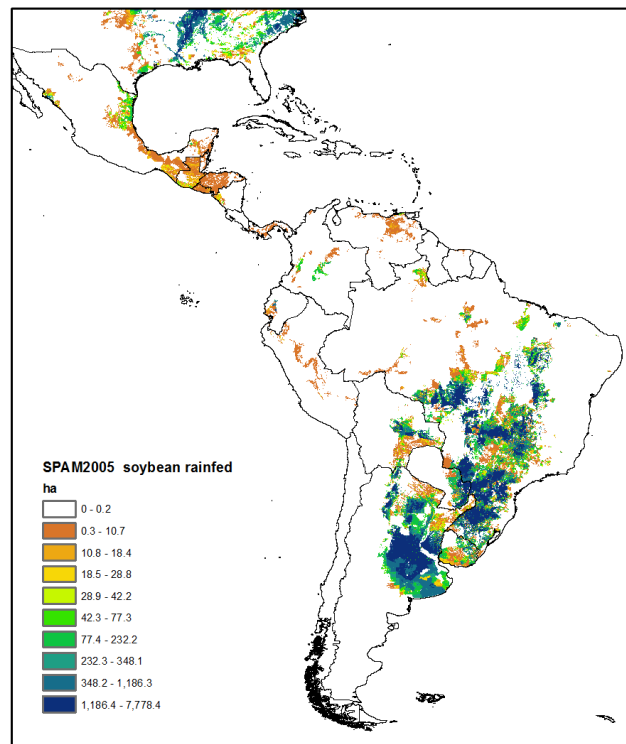 SPAM2005 soybean rainfed
ha
0 - 0.2
0.3 - 10.7
10.8 - 18.4
18.5 - 28.8
28.9 - 42.2
42.3 - 77.3
77.4 - 232.2
232.3 - 348.1
348.2 - 1,186.3
1,186.4 - 7,778.4